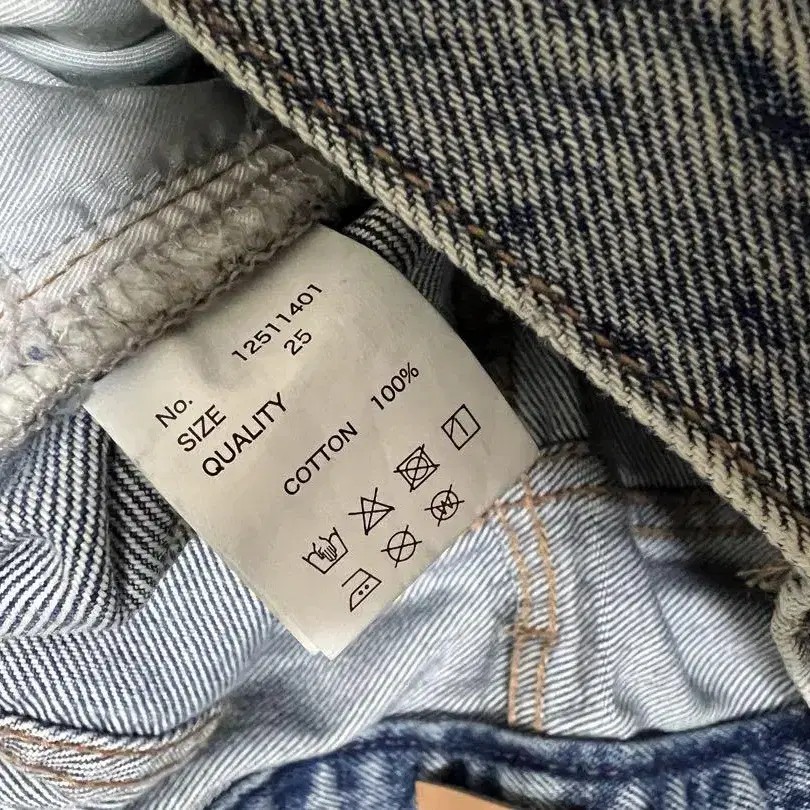 No. 12511401
SIZE 25
QUALITY
COTTON 100%